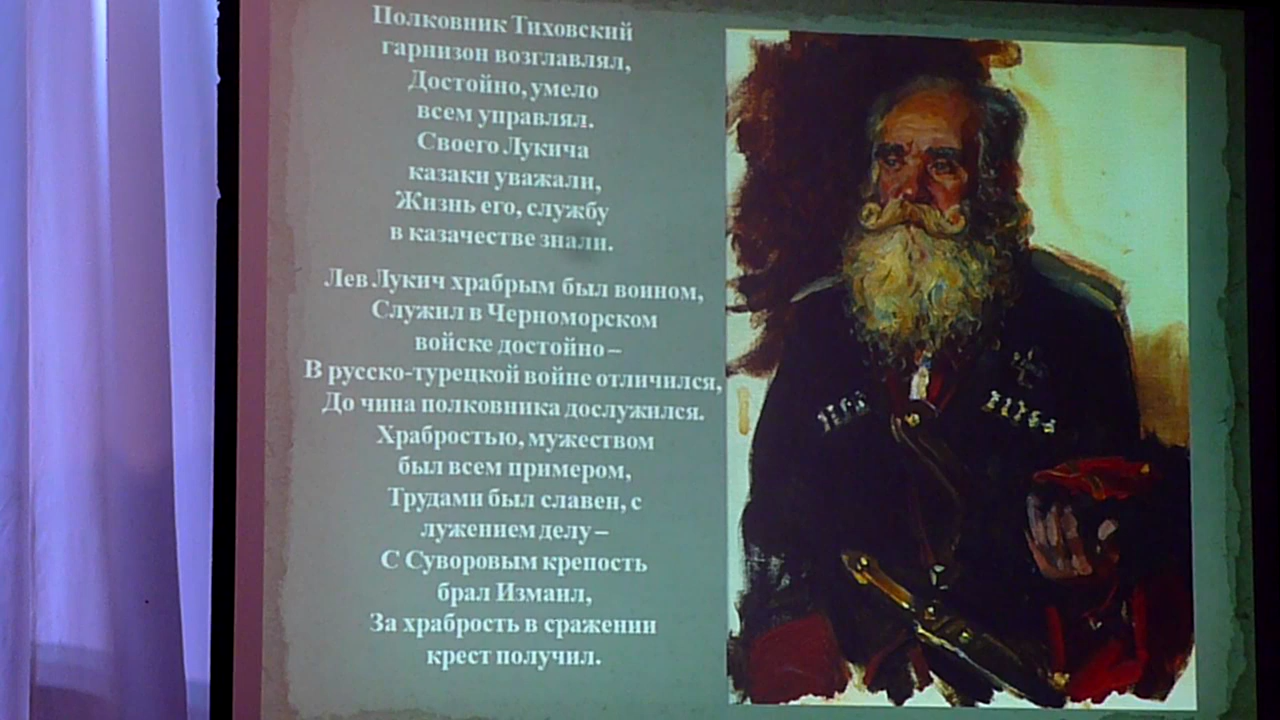 Полковник Тиховский
гарнизон возглавлял,
Достойно, умело
всем управлял.
Своего Лукича
казаки уважали,
Жизнь его, службу
в казачестве знали.
Лев Лукич храбрым был воином,
Служил в Черноморском
войске достойно –
В русско-турецкой войне отличился,
До чина полковника дослужился.
Храбростью, мужеством
был всем примером,
Трудами был славен, с
лужением делу –
С Суворовым крепость
брал Измаил,
За храбрость в сражении
крест получил.